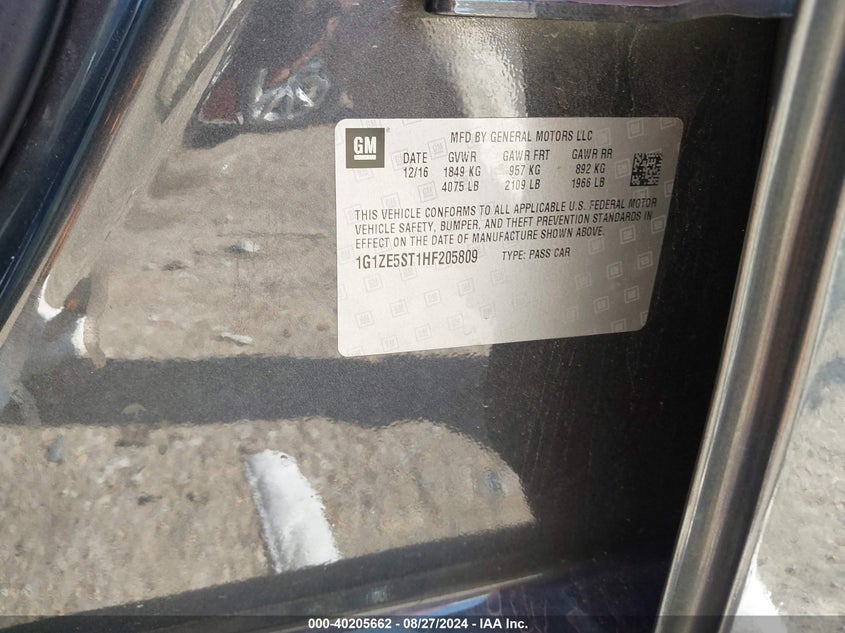 GM
MFD BY GENERAL MOTORS LLC
DATE GVWR GAWR FRT GAWR RR
12/16 1849 KG 957 KG 892 KG
4075 LB 2109 LB 1966 LB
THIS VEHICLE CONFORMS TO ALL APPLICABLE U.S. FEDERAL MOTOR
VEHICLE SAFETY, BUMPER, AND THEFT PREVENTION STANDARDS IN
EFFECT ON THE DATE OF MANUFACTURE SHOWN ABOVE.
1G1ZE5ST1HF205809 TYPE: PASS CAR
000-40205662 - 08/27/2024 - IAA Inc.